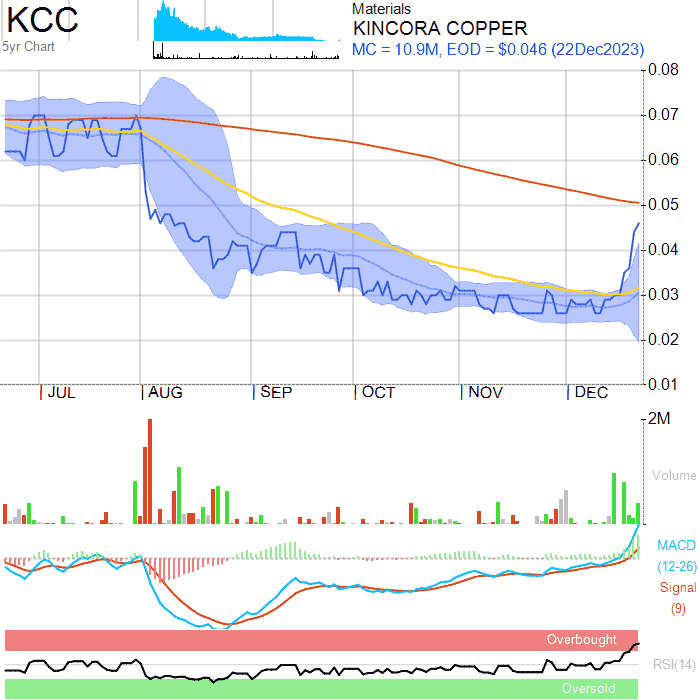 KCC
5yr Chart
Materials
KINCORA COPPER
MC = 10.9M, EOD = $0.046 (22Dec2023)
0.08
0.07
0.06
0.05
0.04
0.03
0.02
0.01
JUL AUG SEP OCT NOV DEC
2M
Volume
MACD
(12-26)
Signal
(9)
Overbought
RSI(14)
Oversold